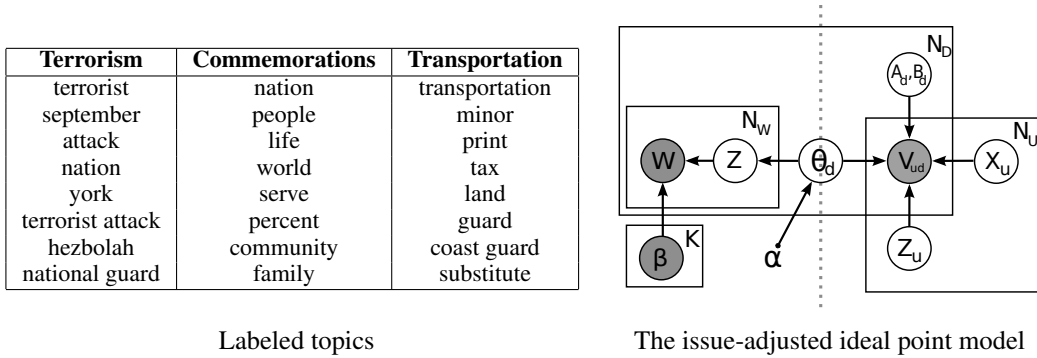 Terrorism Commemorations Transportation
terrorist nation transportation
september people minor
attack life print
nation world tax
york serve land
terrorist attack percent guard
hezbolah community coast guard
national guard family substitute
Labeled topics
N_D
A_d,B_d
N_W
N_U
W
Z
θ_d
V_ud
X_u
K
β
α
Z_u
The issue-adjusted ideal point model